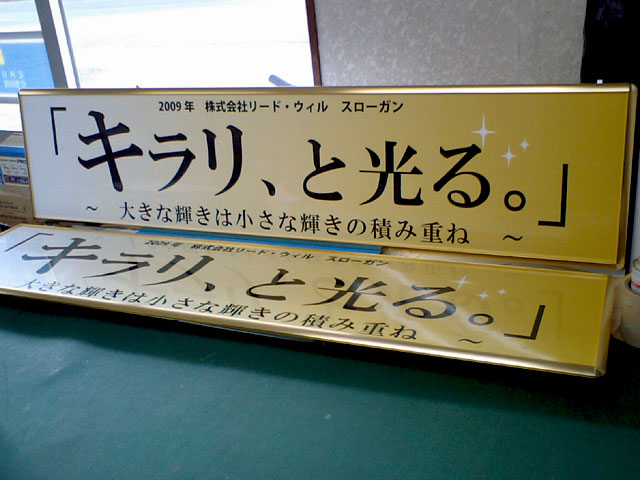 2009年 株式会社リード・ウィル スローガン
「キラリ、と光る。」
~ 大きな輝きは小さな輝きの積み重ね ~
2009年 株式会社リード・ウィル スローガン
「キラリ、と光る。」
大きな輝きは小さな輝きの積み重ね ~